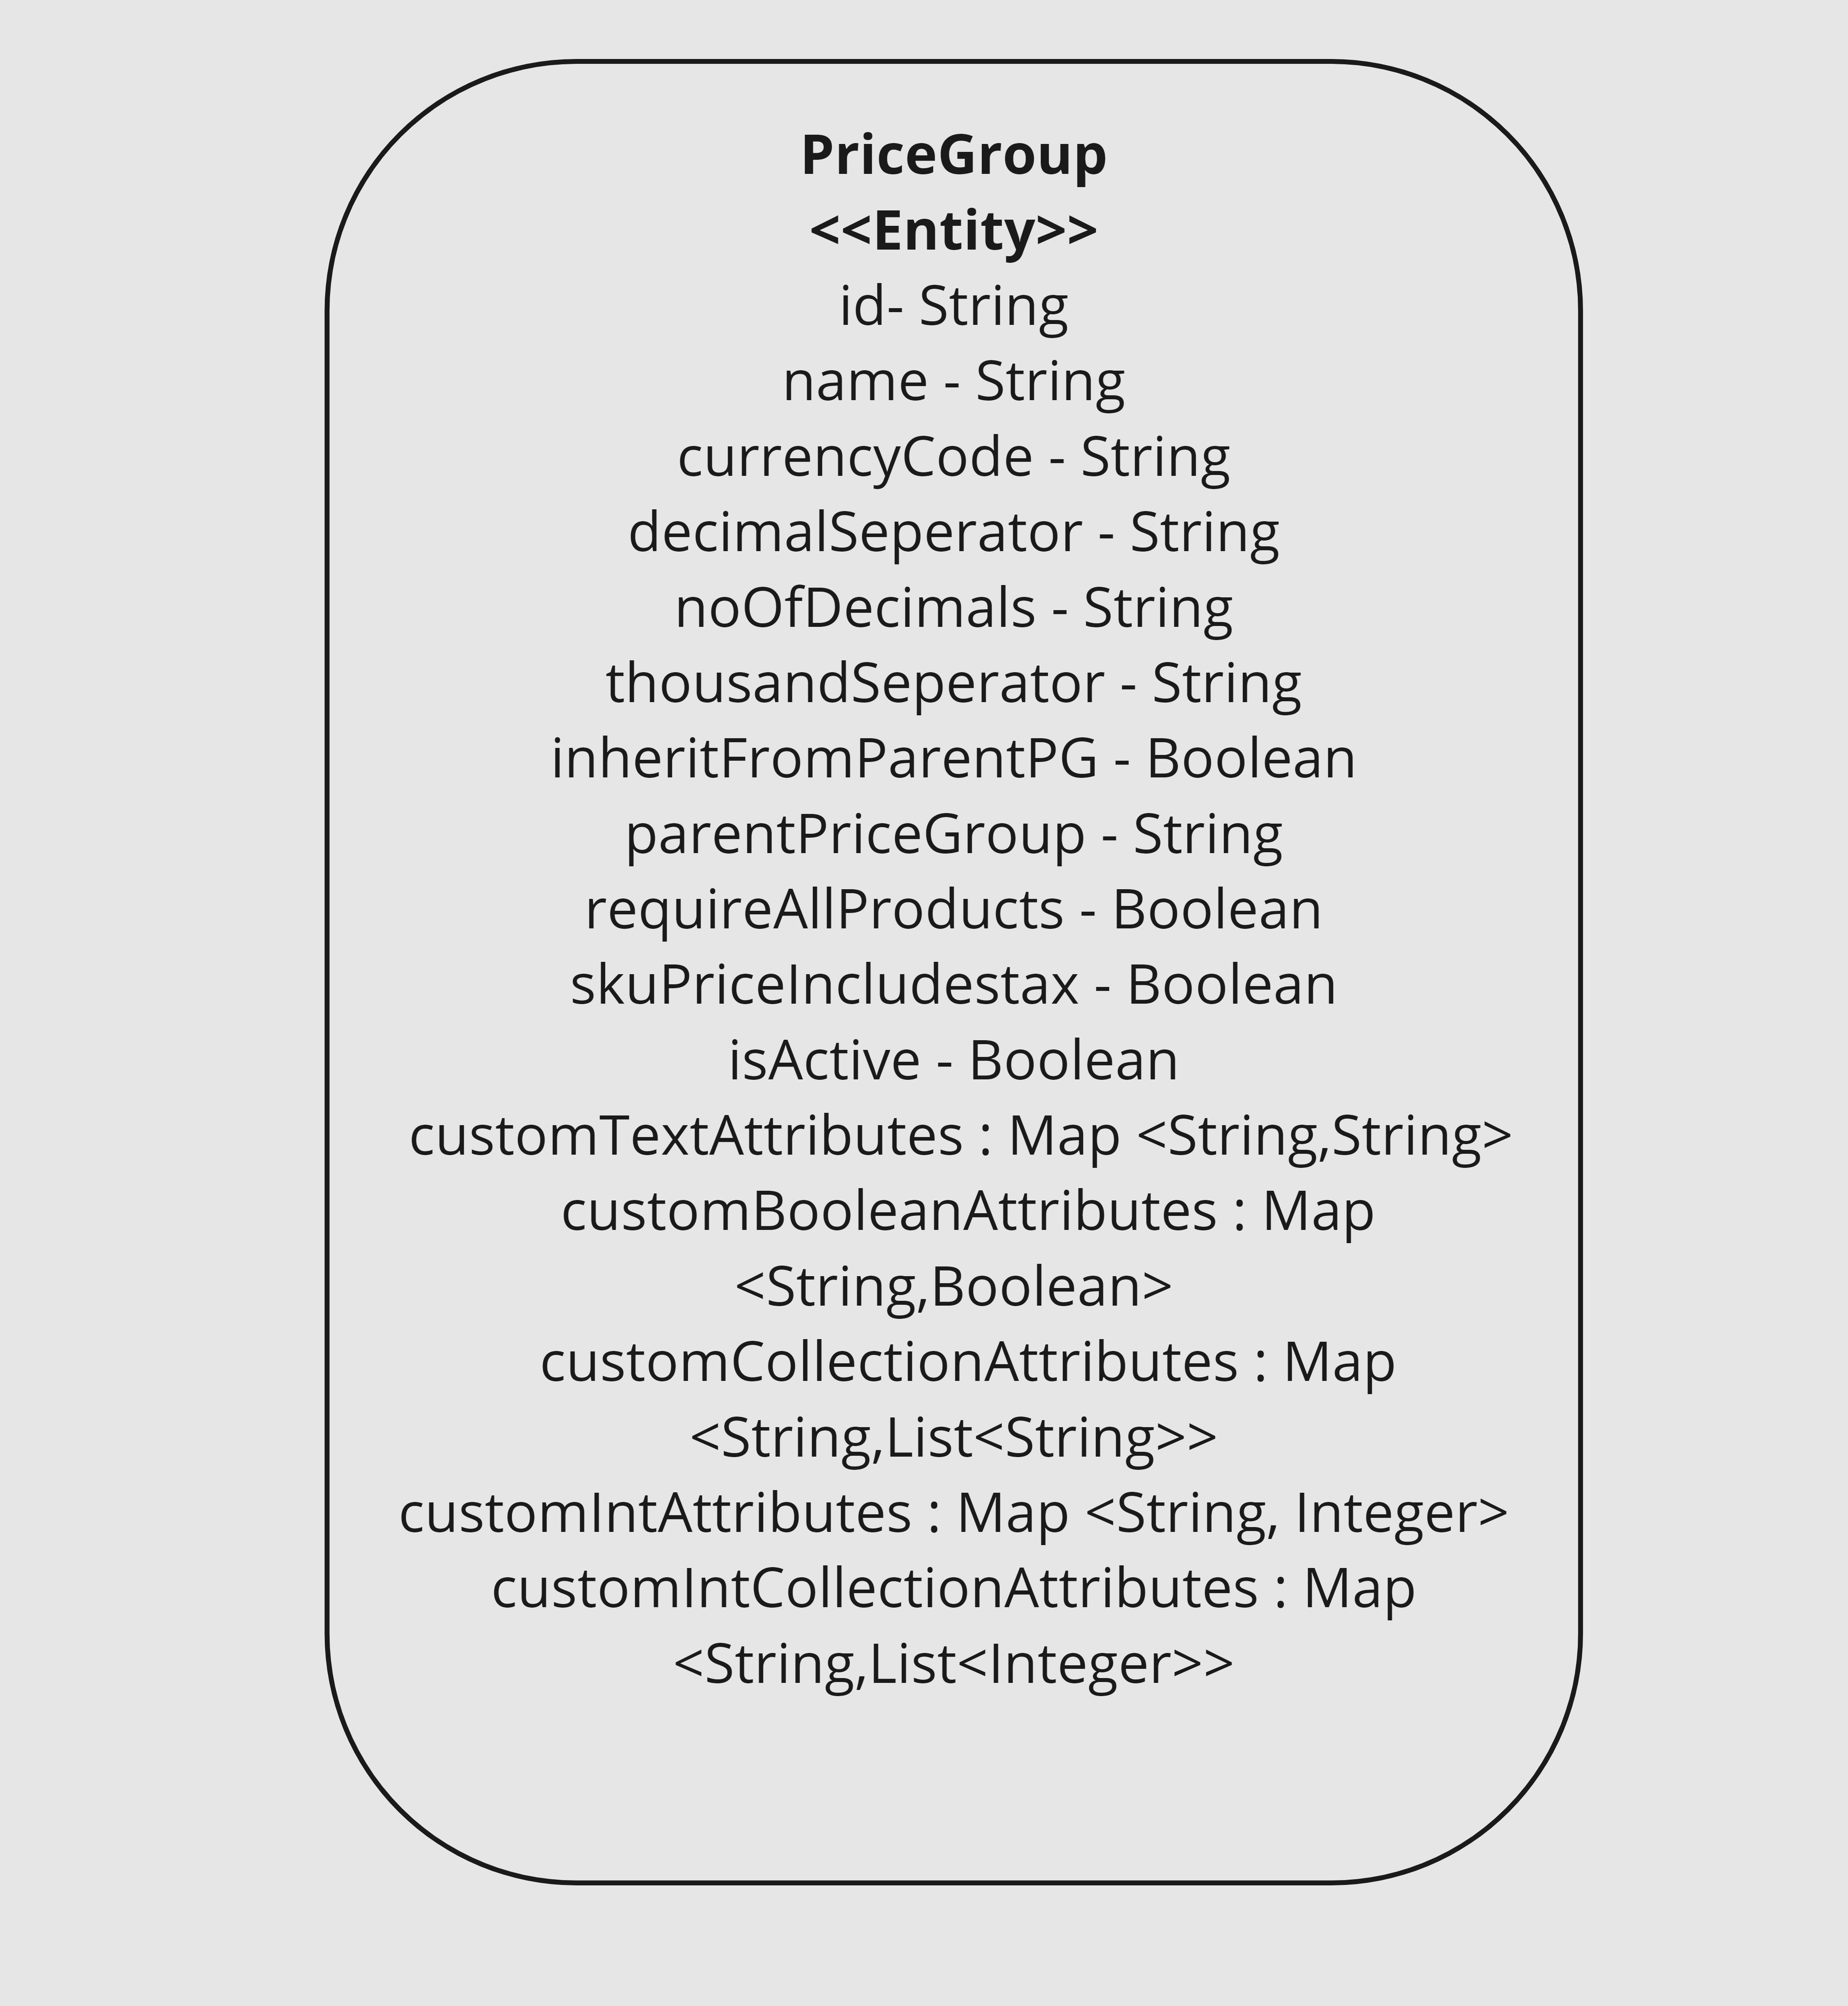 PriceGroup
<<Entity>>
id- String
name - String
currencyCode - String
decimalSeperator - String
noOfDecimals - String
thousandSeperator - String
inheritFromParentPG - Boolean
parentPriceGroup - String
requireAllProducts - Boolean
skuPriceIncludestax - Boolean
isActive - Boolean
customTextAttributes : Map <String,String>
customBooleanAttributes : Map
<String,Boolean>
customCollectionAttributes : Map
<String,List<String>>
customIntAttributes : Map <String, Integer>
customIntCollectionAttributes : Map
<String,List<Integer>>